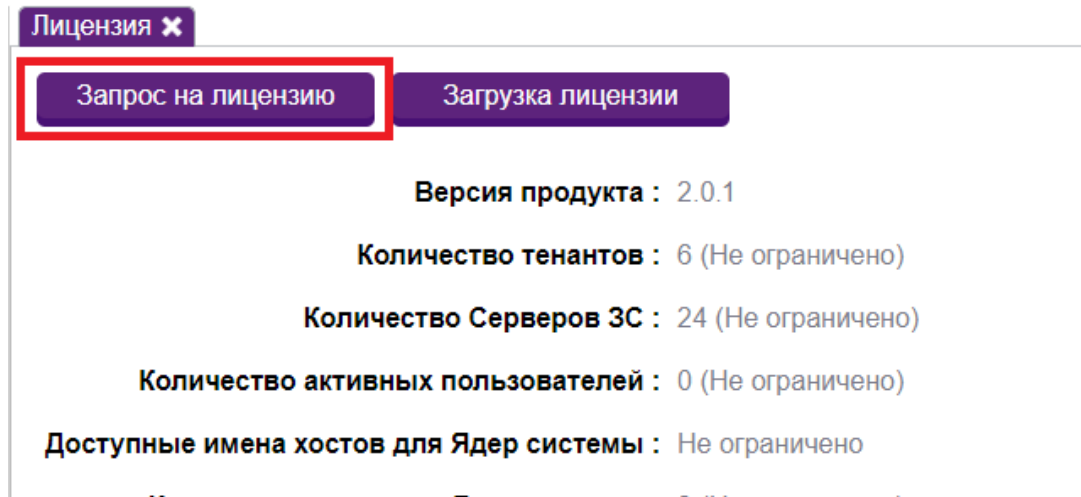 Лицензия
Запрос на лицензию Загрузка лицензии
Версия продукта : 2.0.1
Количество тенантов : 6 (Не ограничено)
Количество Серверов ЗС : 24 (Не ограничено)
Количество активных пользователей : 0 (Не ограничено)
Доступные имена хостов для Ядер системы : Не ограничено